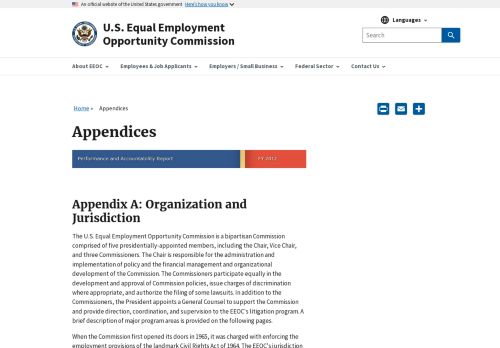 An official website of the United States government Here's how you know
Languages
U.S. Equal Employment
Opportunity Commission
Search
About EEOC
Employees & Job Applicants
Employers / Small Business
Federal Sector
Contact Us
Home » Appendices
Appendices
Performance and Accountability Report FY 2012
Appendix A: Organization and
Jurisdiction
The U.S. Equal Employment Opportunity Commission is a bipartisan Commission
comprised of five presidentially-appointed members, including the Chair, Vice Chair,
and three Commissioners. The Chair is responsible for the administration and
implementation of policy and the financial management and organizational
development of the Commission. The Commissioners participate equally in the
development and approval of Commission policies, issue charges of discrimination
where appropriate, and authorize the filing of some lawsuits. In addition to the
Commissioners, the President appoints a General Counsel to support the Commission
and provide direction, coordination, and supervision to the EEOC's litigation program. A
brief description of major program areas is provided on the following pages.
When the Commission first opened its doors in 1965, it was charged with enforcing the
employment provisions of the landmark Civil Rights Act of 1964. The EEOC's jurisdiction